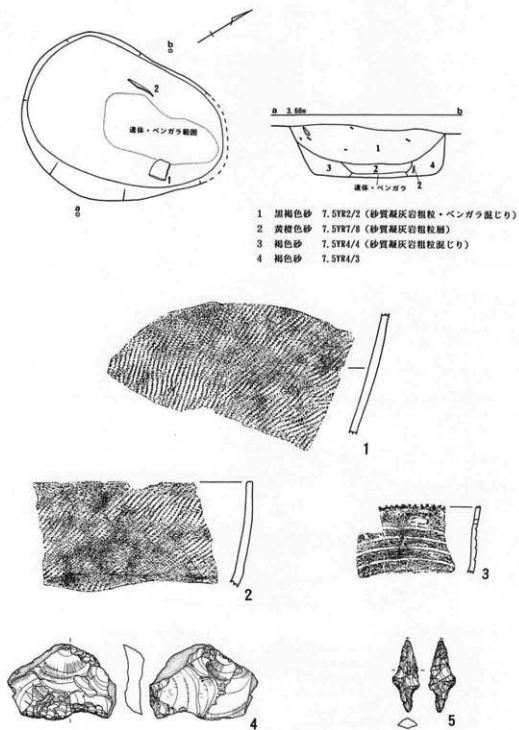 b
2
遺体・ベンガラ範囲
1
a
a 3.60m b
1
3 2 4
遺体・ベンガラ 2
1 黒褐色砂 7.5YR2/2 (砂質凝灰岩粗粒・ベンガラ混じり)
2 黄橙色砂 7.5YR7/8 (砂質凝灰岩粗粒層)
3 褐色砂 7.5YR4/4 (砂質凝灰岩粗粒混じり)
4 褐色砂 7.5YR4/3
1
2
3
4
5